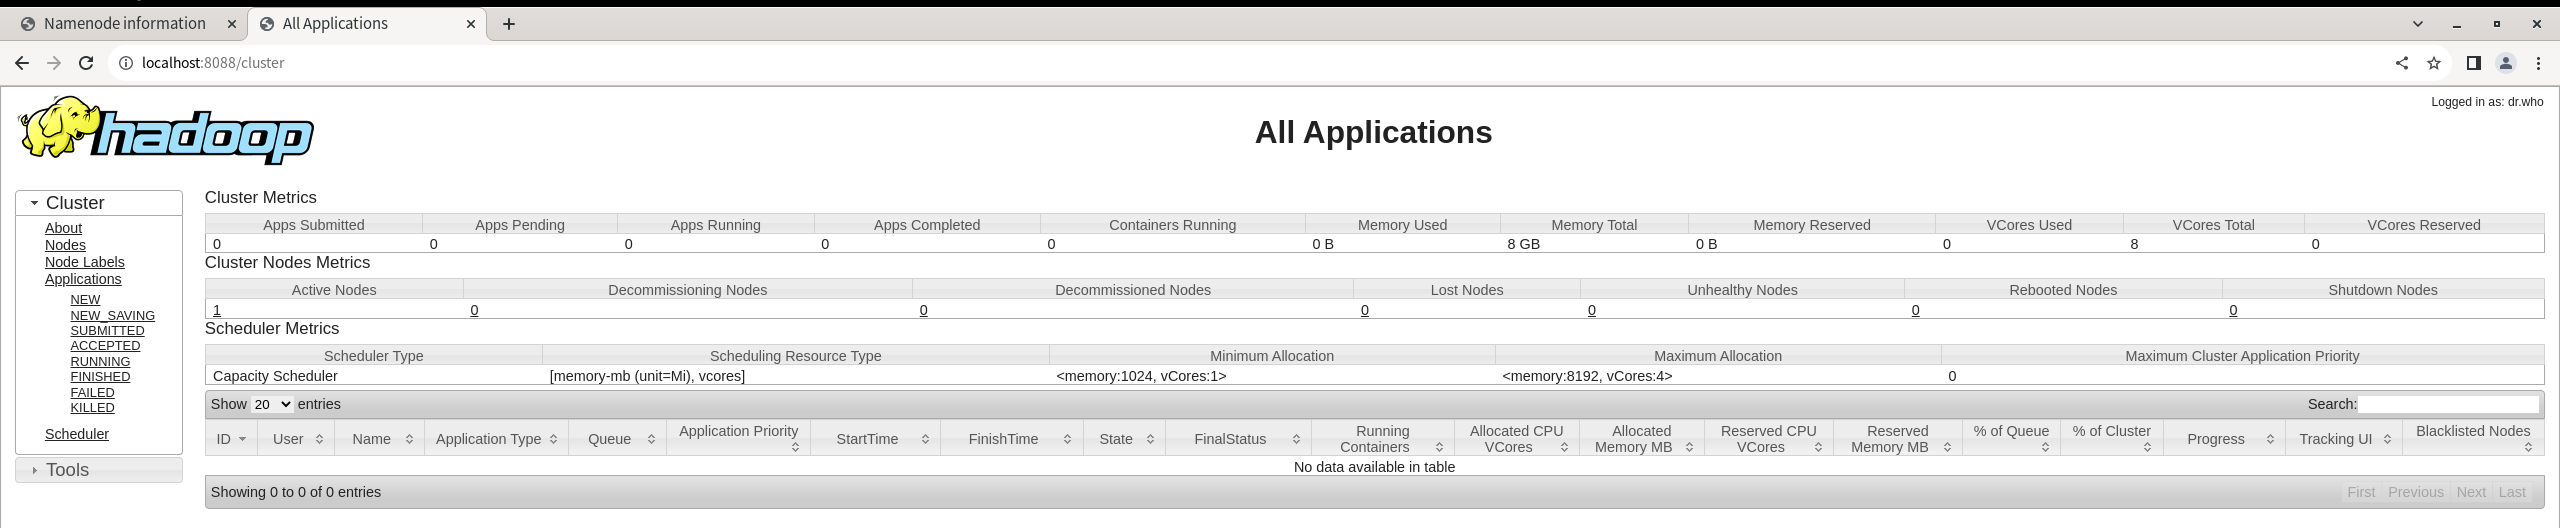 Namenode information
All Applications
localhost:8088/cluster
Logged in as: dr.who
hadoop
All Applications
Cluster
About
Nodes
Node Labels
Applications
NEW
NEW_SAVING
SUBMITTED
ACCEPTED
RUNNING
FINISHED
FAILED
KILLED
Scheduler
Tools
Cluster Metrics
Apps Submitted Apps Pending Apps Running Apps Completed Containers Running Memory Used Memory Total Memory Reserved VCores Used VCores Total VCores Reserved
0 0 0 0 0 0 B 8 GB 0 B 0 8 0
Cluster Nodes Metrics
Active Nodes Decommissioning Nodes Decommissioned Nodes Lost Nodes Unhealthy Nodes Rebooted Nodes Shutdown Nodes
1 0 0 0 0 0 0
Scheduler Metrics
Scheduler Type Scheduling Resource Type Minimum Allocation Maximum Allocation Maximum Cluster Application Priority
Capacity Scheduler [memory-mb (unit=Mi), vcores] <memory:1024, vCores:1> <memory:8192, vCores:4> 0
Show 20 entries Search:
ID User Name Application Type Queue Application Priority StartTime FinishTime State FinalStatus Running Containers Allocated CPU VCores Allocated Memory MB Reserved CPU VCores Reserved Memory MB % of Queue % of Cluster Progress Tracking UI Blacklisted Nodes
No data available in table
Showing 0 to 0 of 0 entries First Previous Next Last